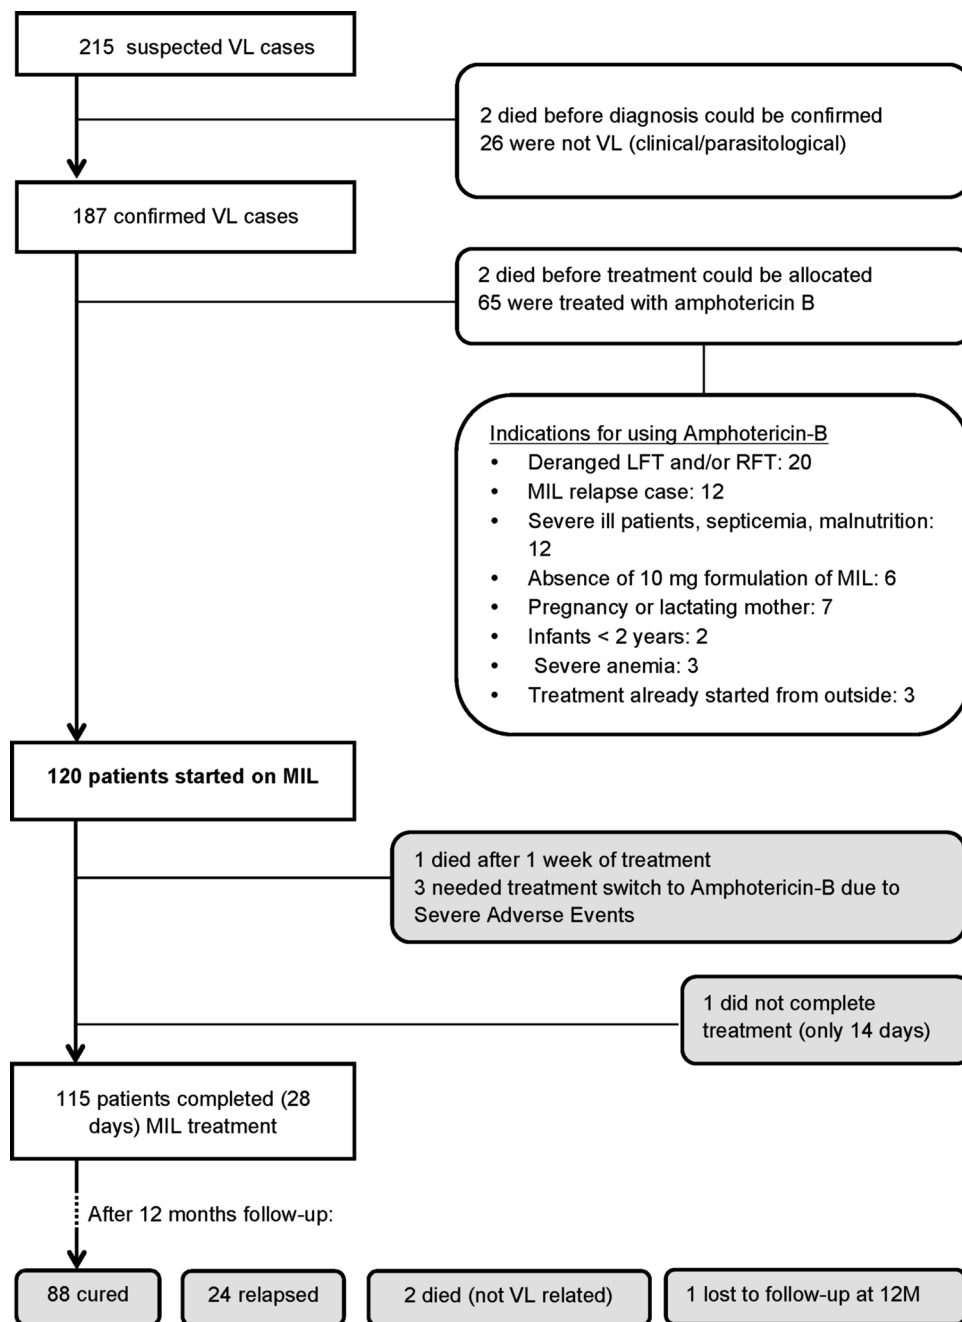 215 suspected VL cases
2 died before diagnosis could be confirmed
26 were not VL (clinical/parasitological)
187 confirmed VL cases
2 died before treatment could be allocated
65 were treated with amphotericin B
Indications for using Amphotericin-B
• Deranged LFT and/or RFT: 20
• MIL relapse case: 12
• Severe ill patients, septicemia, malnutrition:
12
• Absence of 10 mg formulation of MIL: 6
• Pregnancy or lactating mother: 7
• Infants < 2 years: 2
• Severe anemia: 3
• Treatment already started from outside: 3
120 patients started on MIL
1 died after 1 week of treatment
3 needed treatment switch to Amphotericin-B due to
Severe Adverse Events
1 did not complete
treatment (only 14 days)
115 patients completed (28
days) MIL treatment
After 12 months follow-up:
88 cured
24 relapsed
2 died (not VL related)
1 lost to follow-up at 12M